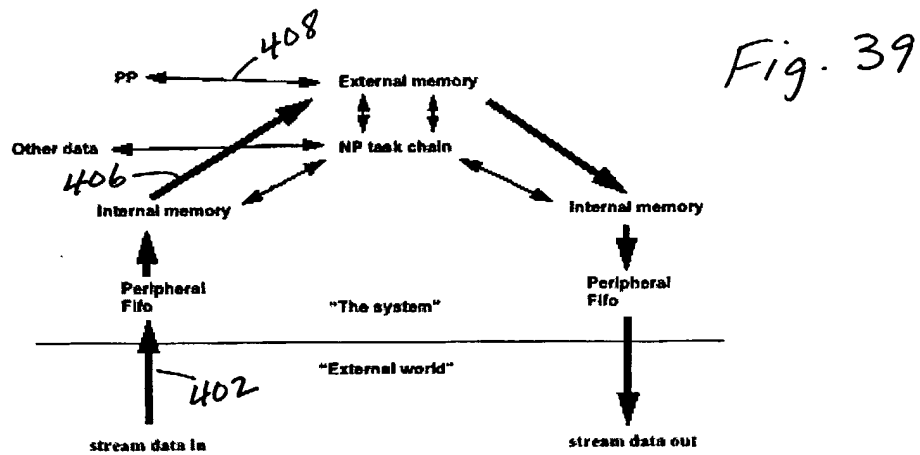 Fig. 39
408
PP
External memory
Other data
NP task chain
406
Internal memory
Internal memory
Peripheral
Fifo
"The system"
Peripheral
Fifo
"External world"
402
stream data in
stream data out